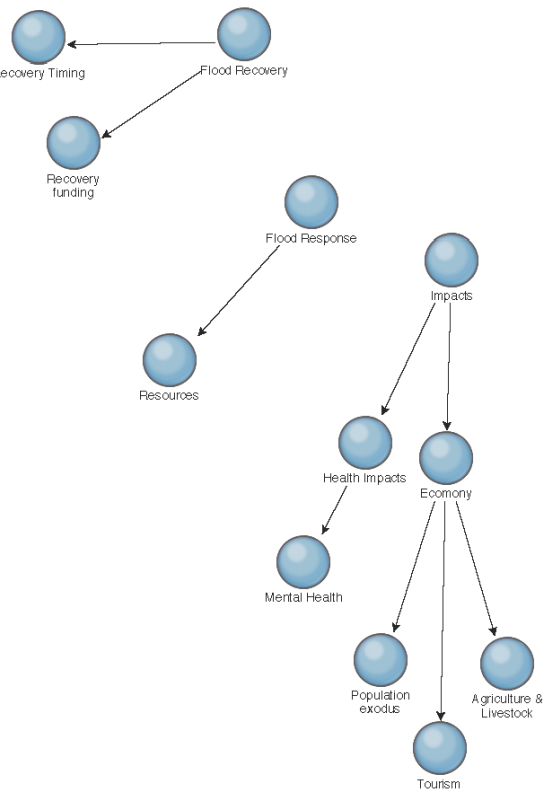 ecovery Timing
Flood Recovery
Recovery
funding
Flood Response
Impacts
Resources
Health Impacts
Ecomony
Mental Health
Population
exodus
Agriculture &
Livestock
Tourism